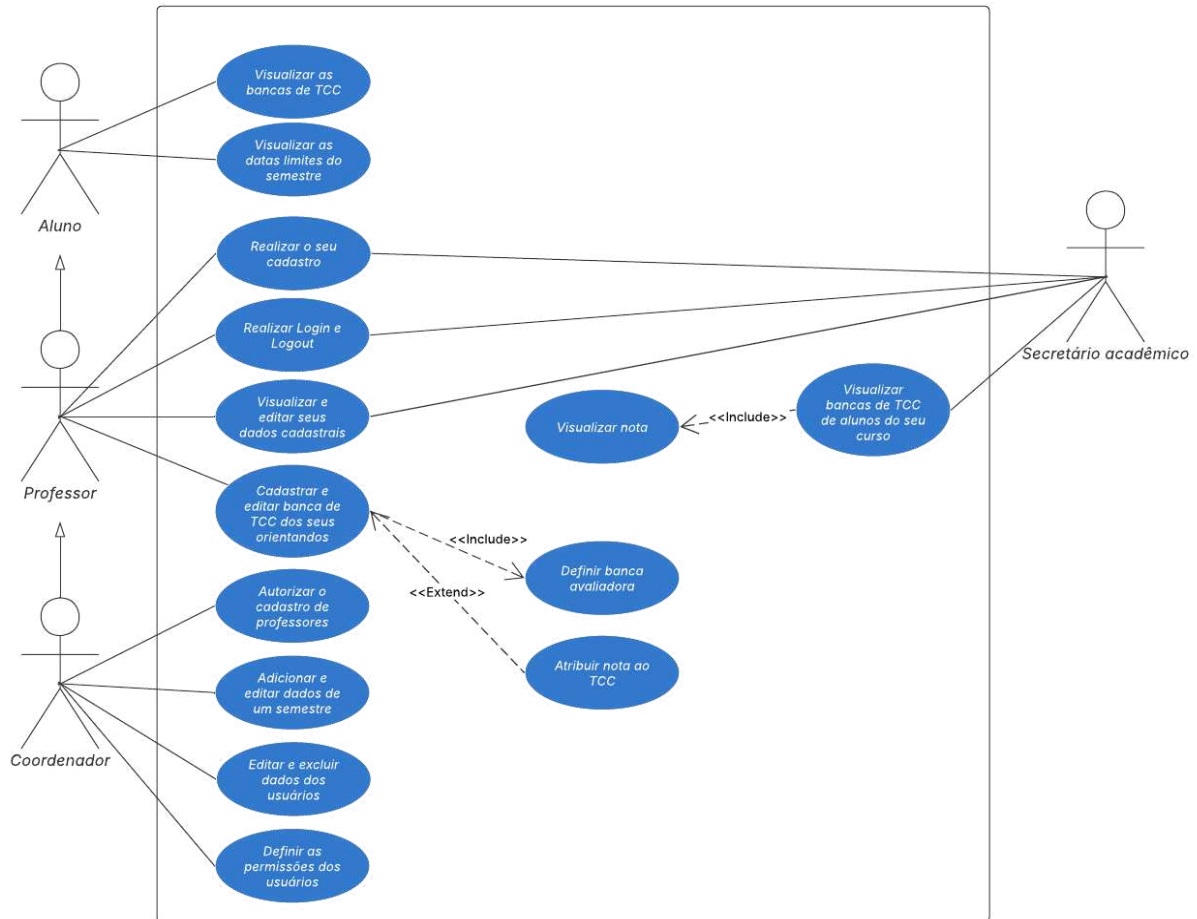 Visualizar as
bancas de TCC
Visualizar as
datas limites do
semestre
Aluno
Realizar o seu
cadastro
Realizar Login e
Logout
Secretário acadêmico
Visualizar e
editar seus
dados cadastrais
Visualizar nota
<<Include>>
Visualizar
bancas de TCC
de alunos do seu
curso
Professor
Cadastrar e
editar banca de
TCC dos seus
orientandos
<<Include>>
Definir banca
avaliadora
<<Extend>>
Autorizar o
cadastro de
professores
Atribuir nota ao
TCC
Adicionar e
editar dados de
um semestre
Coordenador
Editar e excluir
dados dos
usuários
Definir as
permissões dos
usuários